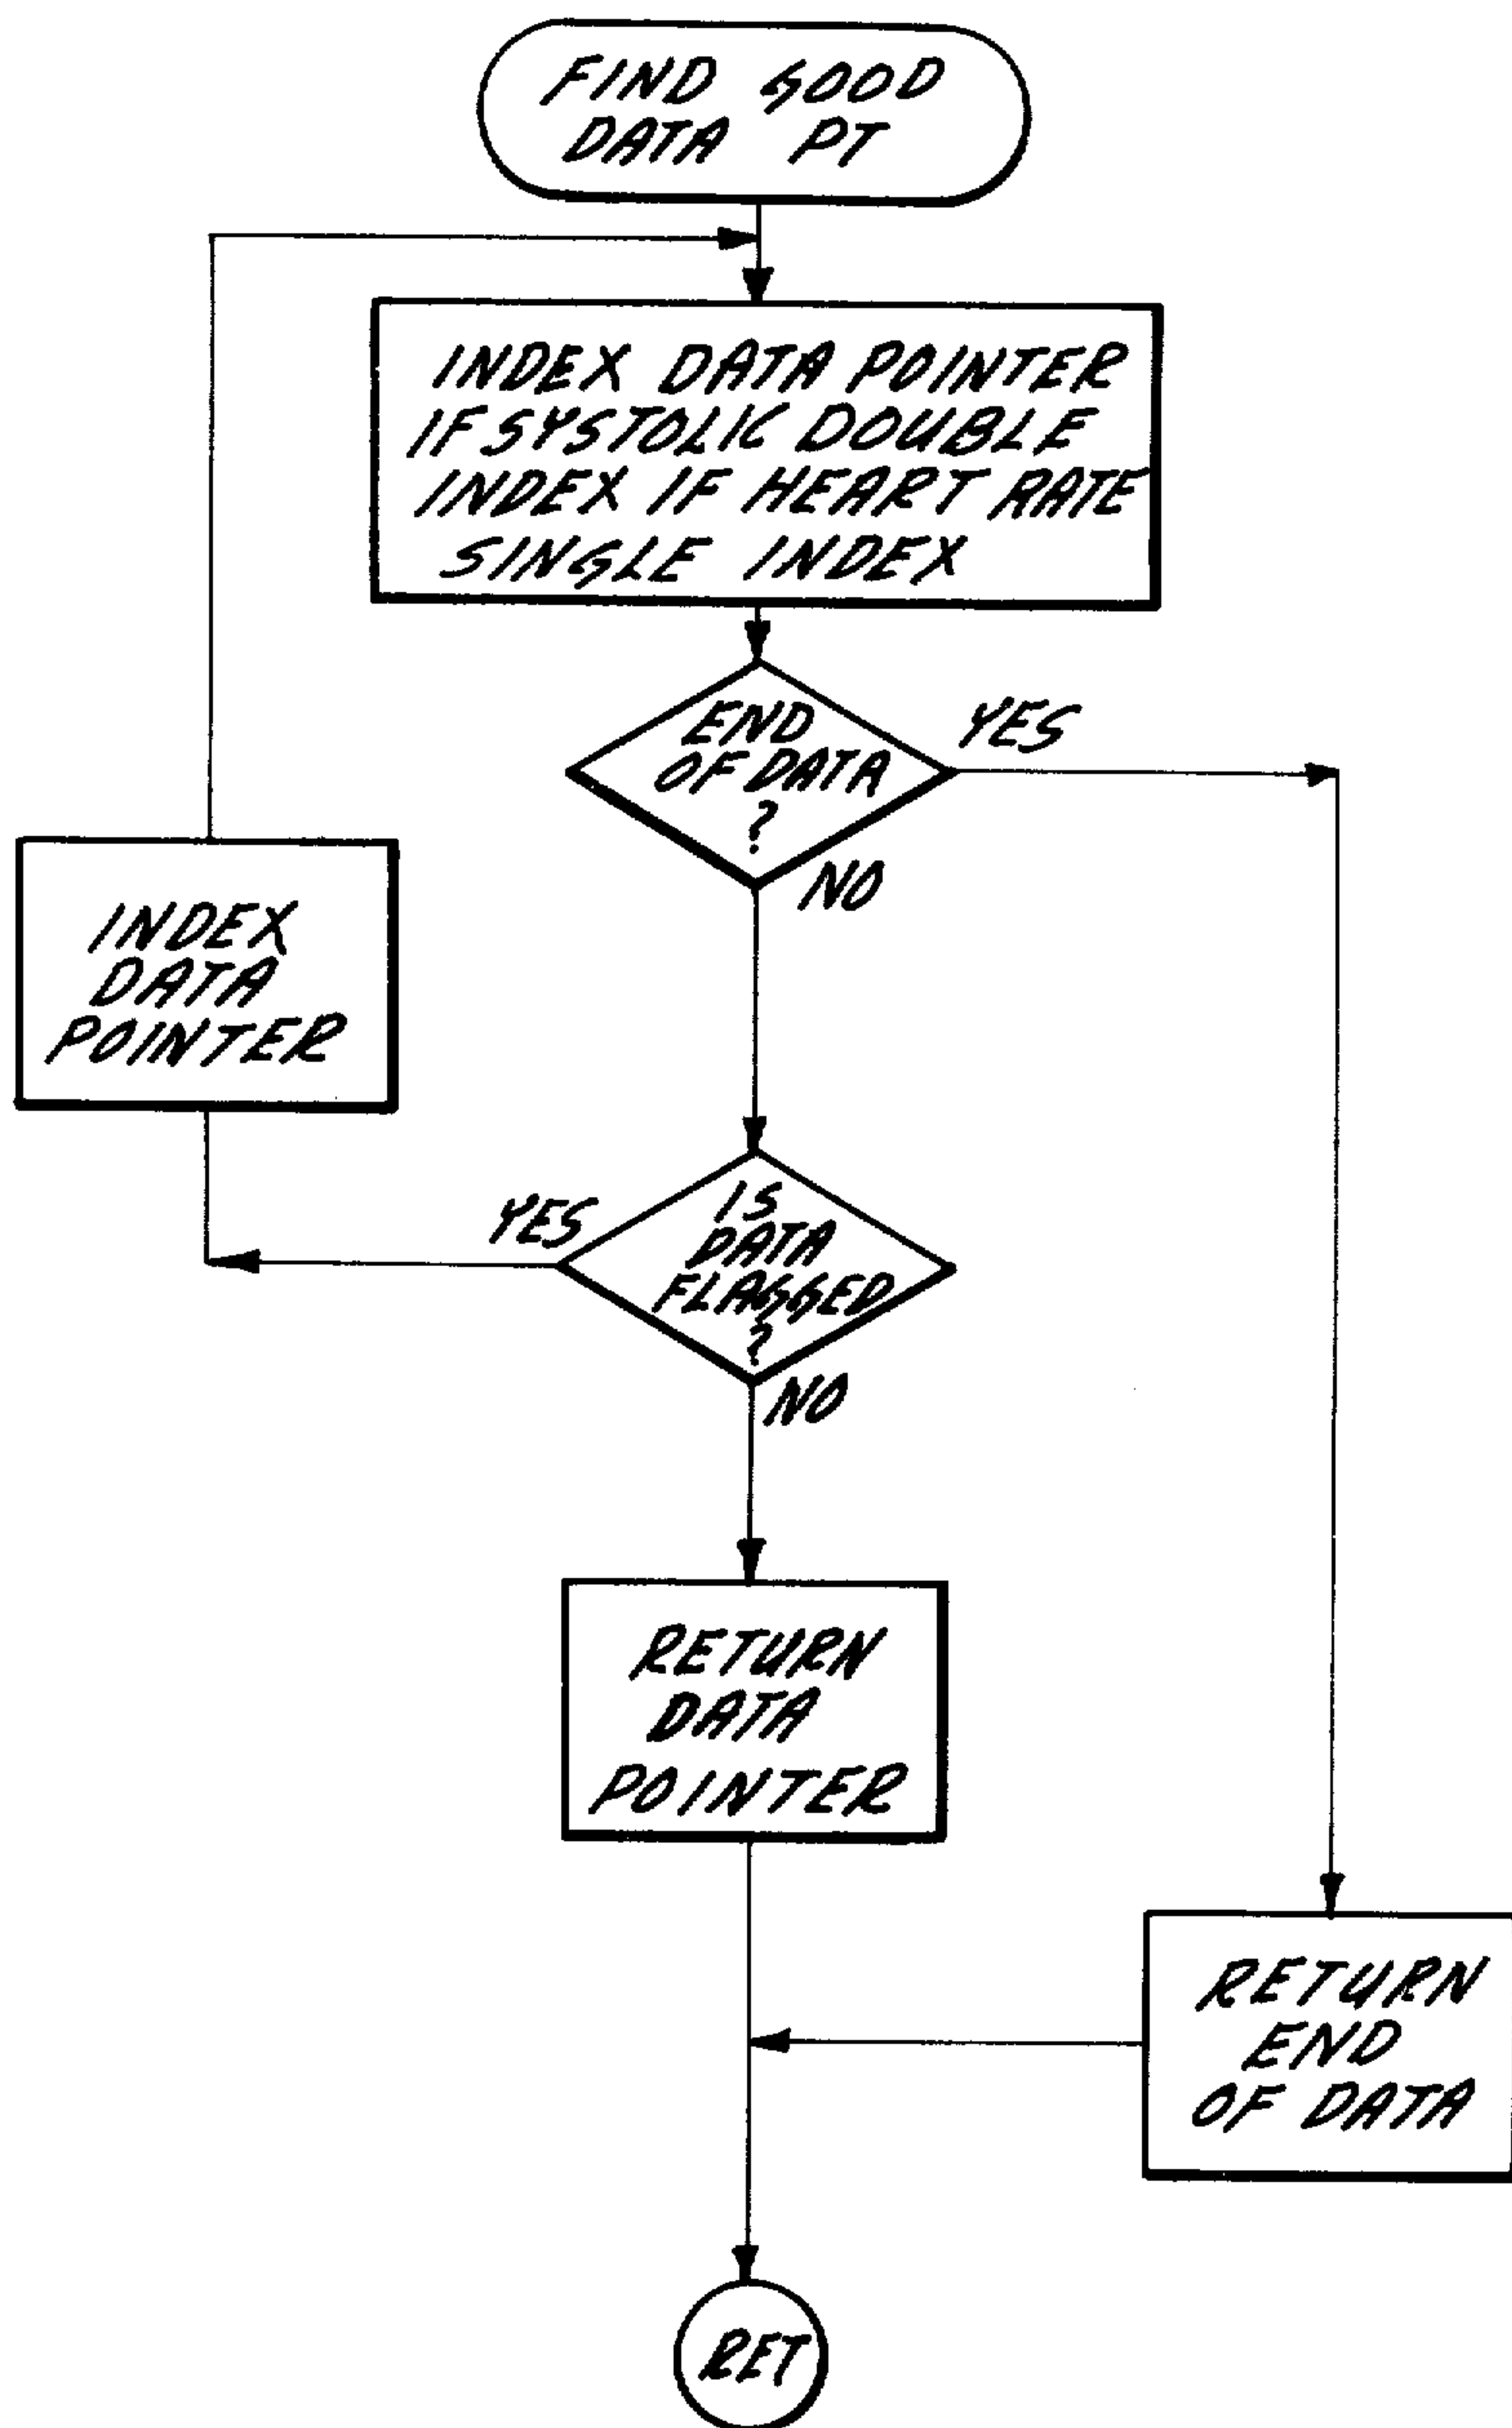 FIND GOOD
DATA PT
INDEX DATA POINTER
IF SYSTOLIC DOUBLE
INDEX IF HEART RATE
SINGLE INDEX
END
OF DATA
?
YES
NO
INDEX
DATA
POINTER
IS
DATA
FLAGGED
?
YES
NO
RETURN
DATA
POINTER
RETURN
END
OF DATA
RET